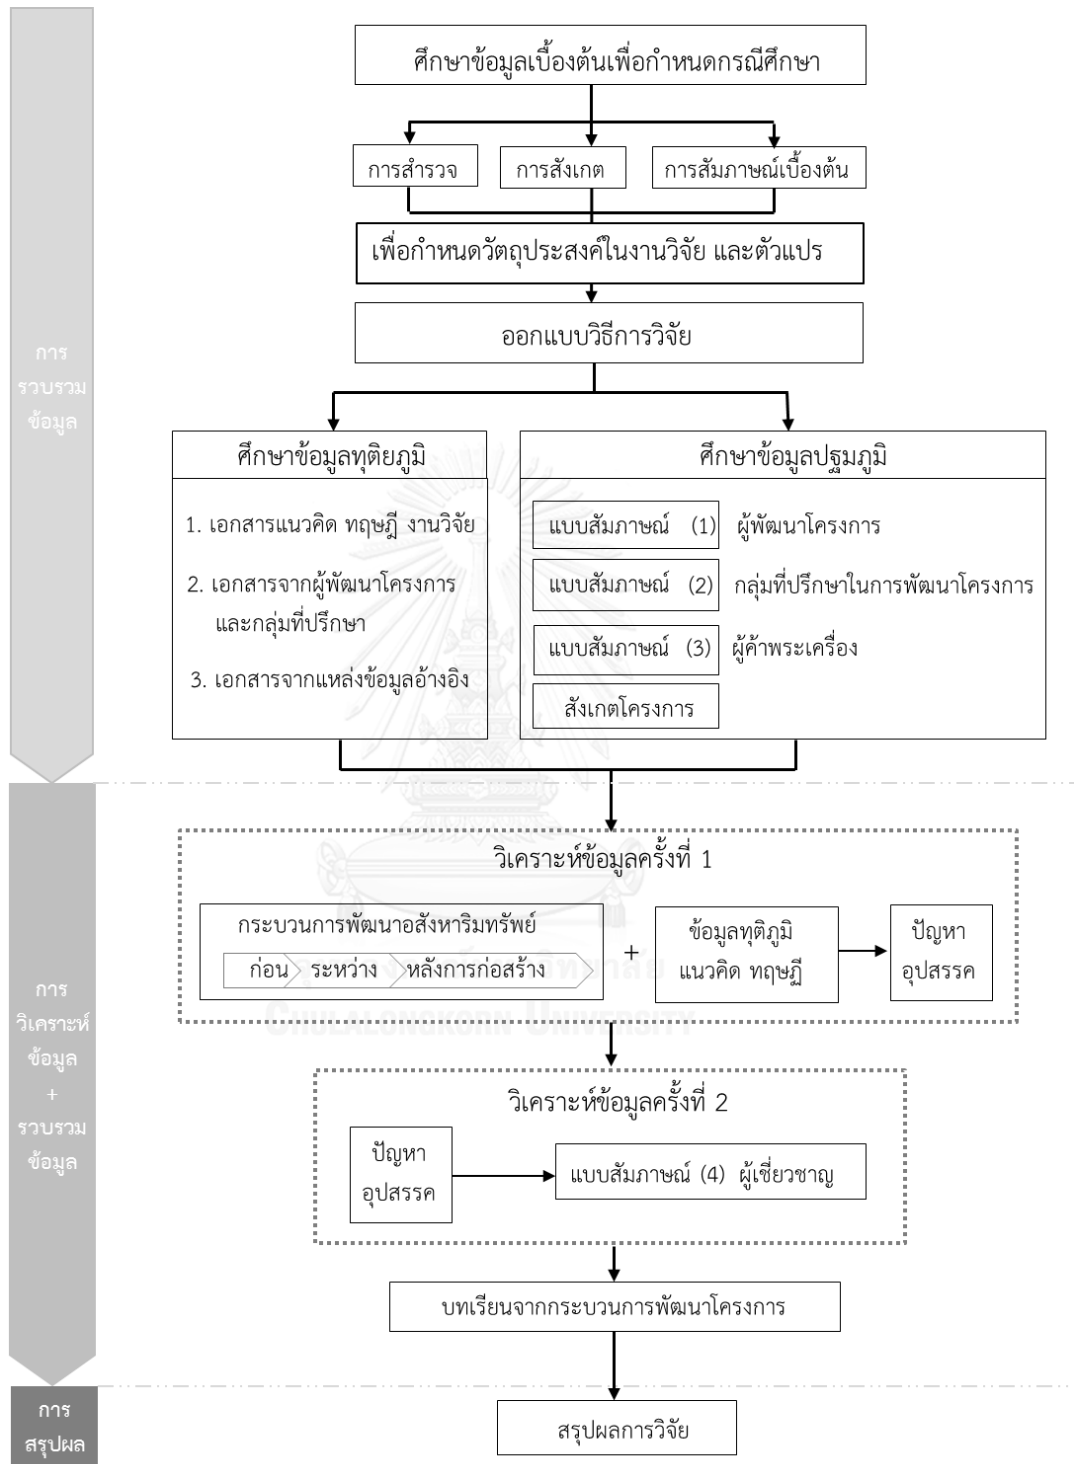 ศึกษาข้อมูลเบื้องต้นเพื่อกำหนดกรณีศึกษา
การสำรวจ
การสังเกต
การสัมภาษณ์เบื้องต้น
เพื่อกำหนดวัตถุประสงค์ในงานวิจัย และตัวแปร
ออกแบบวิธีการวิจัย
การ
รวบรวม
ข้อมูล
ศึกษาข้อมูลทุติยภูมิ
1. เอกสารแนวคิด ทฤษฎี งานวิจัย
2. เอกสารจากผู้พัฒนาโครงการ
และกลุ่มที่ปรึกษา
3. เอกสารจากแหล่งข้อมูลอ้างอิง
ศึกษาข้อมูลปฐมภูมิ
แบบสัมภาษณ์ (1) ผู้พัฒนาโครงการ
แบบสัมภาษณ์ (2) กลุ่มที่ปรึกษาในการพัฒนาโครงการ
แบบสัมภาษณ์ (3) ผู้ค้าพระเครื่อง
สังเกตโครงการ
วิเคราะห์ข้อมูลครั้งที่ 1
กระบวนการพัฒนาอสังหาริมทรัพย์
ก่อน ระหว่าง หลังการก่อสร้าง
+
ข้อมูลทุติภูมิ
แนวคิด ทฤษฎี
ปัญหา
อุปสรรค
จุฬาลงกรณ์มหาวิทยาลัย
CHULALONGKORN UNIVERSITY
การ
วิเคราะห์
ข้อมูล
+
รวบรวม
ข้อมูล
วิเคราะห์ข้อมูลครั้งที่ 2
ปัญหา
อุปสรรค
แบบสัมภาษณ์ (4) ผู้เชี่ยวชาญ
บทเรียนจากกระบวนการพัฒนาโครงการ
การ
สรุปผล
สรุปผลการวิจัย